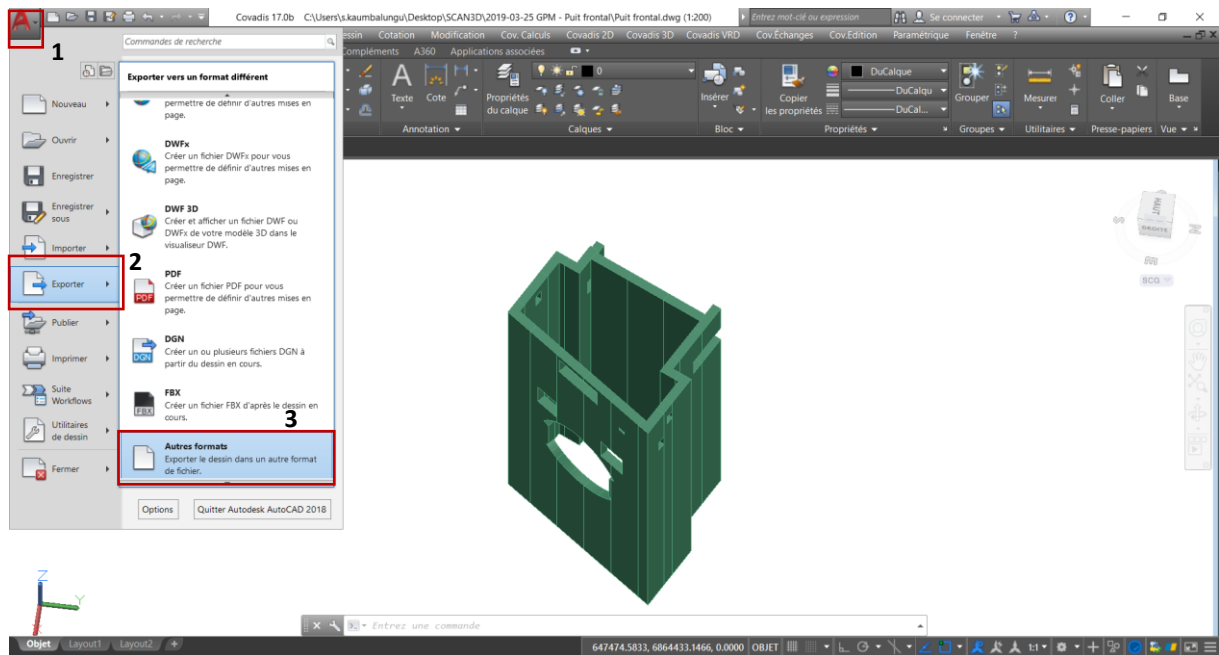 Covadis 17.0b C:\Users\s.kaumbalungu\Desktop\SCAN3D\2019-03-25 GPM - Puit frontal\Puit frontal.dwg (1:200)
Entrez mot-clé ou expression
Se connecter
?
1
Commandes de recherche
essin Cotation Modification Cov. Calculs Covadis 2D Covadis 3D Covadis VRD Cov.Échanges Cov.Edition Paramétrique Fenêtre ?
Compléments A360 Applications associées
Exporter vers un format différent
permettre de définir d'autres mises en
page.
DWFx
Créer un fichier DWFx pour vous
permettre de définir d'autres mises en
page.
DWF 3D
Créer et afficher un fichier DWF ou
DWFx de votre modèle 3D dans le
visualiseur DWF.
PDF
Créer un fichier PDF pour vous
permettre de définir d'autres mises en
page.
DGN
Créer un ou plusieurs fichiers DGN à
partir du dessin en cours.
FBX
Créer un fichier FBX d'après le dessin en
cours.
3
Autres formats
Exporter le dessin dans un autre format
de fichier.
Nouveau
Ouvrir
Enregistrer
Enregistrer
sous
Importer
2
Exporter
Publier
Imprimer
Suite
Workflows
Utilitaires
de dessin
Fermer
PDF
DGN
FBX
Options
Quitter Autodesk AutoCAD 2018
A
Texte
Cote
Annotation
Propriétés
du calque
0
Calques
Insérer
Bloc
Copier
les propriétés
DuCalque
DuCalqu
DuCal...
Propriétés
Grouper
Groupes
Mesurer
Utilitaires
Coller
Presse-papiers
Base
Vue
HAUT
DROITE
SCG
Z
Y
Entrez une commande
Objet Layout1 Layout2 +
647474.5833, 6864433.1466, 0.0000 OBJET
1:1